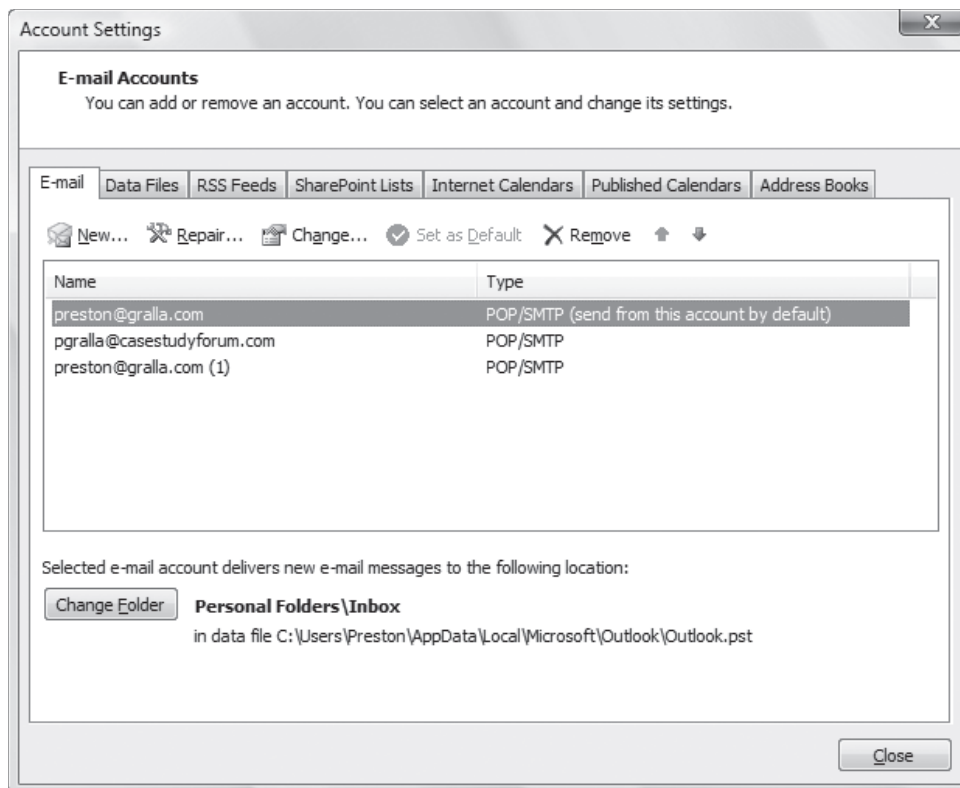 Account Settings
E-mail Accounts
You can add or remove an account. You can select an account and change its settings.
E-mail Data Files RSS Feeds SharePoint Lists Internet Calendars Published Calendars Address Books
New... Repair... Change... Set as Default Remove
Name Type
preston@gralla.com POP/SMTP (send from this account by default)
pgralla@casestudyforum.com POP/SMTP
preston@gralla.com (1) POP/SMTP
Selected e-mail account delivers new e-mail messages to the following location:
Change Folder Personal Folders\Inbox
in data file C:\Users\Preston\AppData\Local\Microsoft\Outlook\Outlook.pst
Close